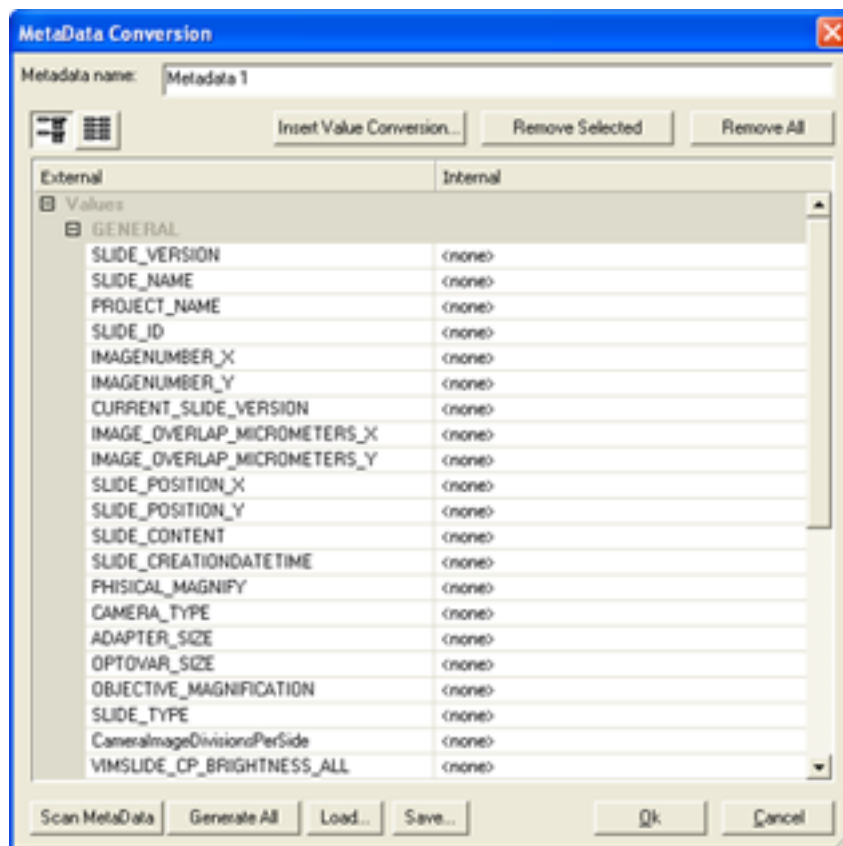 MetaData Conversion
Metadata name: Metadata 1
Insert Value Conversion... Remove Selected Remove All
External Internal
Values
GENERAL
SLIDE_VERSION <none>
SLIDE_NAME <none>
PROJECT_NAME <none>
SLIDE_ID <none>
IMAGENUMBER_X <none>
IMAGENUMBER_Y <none>
CURRENT_SLIDE_VERSION <none>
IMAGE_OVERLAP_MICROMETERS_X <none>
IMAGE_OVERLAP_MICROMETERS_Y <none>
SLIDE_POSITION_X <none>
SLIDE_POSITION_Y <none>
SLIDE_CONTENT <none>
SLIDE_CREATIONDATETIME <none>
PHISICAL_MAGNIFY <none>
CAMERA_TYPE <none>
ADAPTER_SIZE <none>
OPTOVAR_SIZE <none>
OBJECTIVE_MAGNIFICATION <none>
SLIDE_TYPE <none>
CameraImageDivisionsPerSide <none>
VIMSLIDE_CP_BRIGHTNESS_ALL <none>
Scan MetaData Generate All Load... Save... Ok Cancel